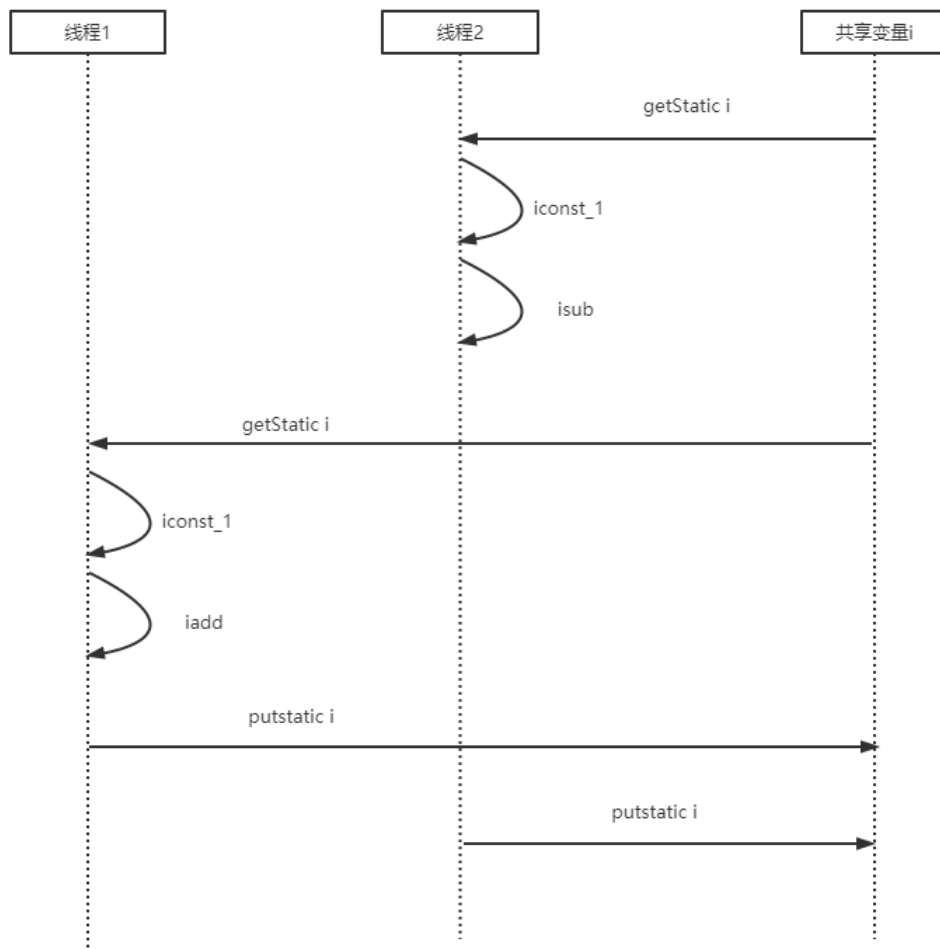 线程1
线程2
共享变量i
getStatic i
iconst_1
isub
getStatic i
iconst_1
iadd
putstatic i
putstatic i